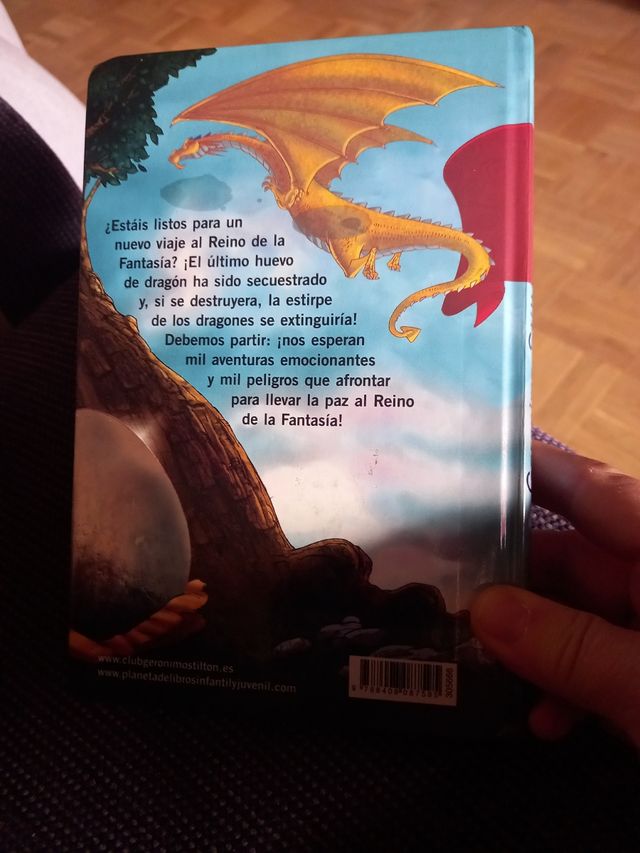 ¿Estáis listos para un
nuevo viaje al Reino de la
Fantasía? ¡El último huevo
de dragón ha sido secuestrado
y, si se destruyera, la estirpe
de los dragones se extinguiría!
Debemos partir: ¡nos esperan
mil aventuras emocionantes
y mil peligros que afrontar
para llevar la paz al Reino
de la Fantasía!
www.clubgeronimostilton.es
www.planetadelibrosinfantilyjuvenil.com